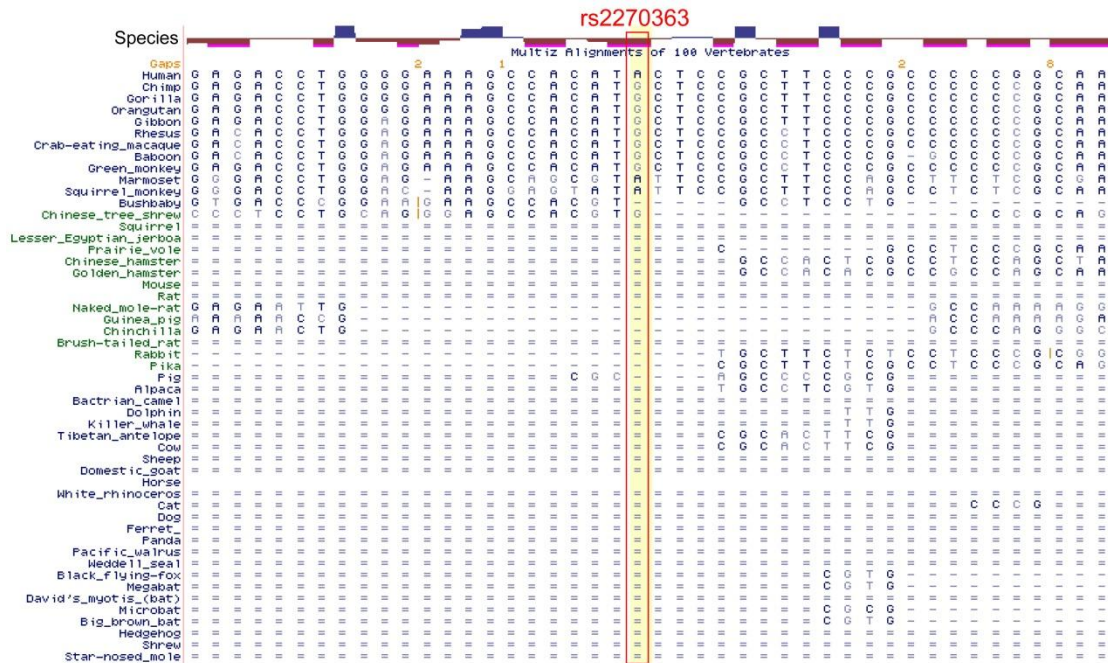 rs2270363
Species
Multiz Alignments of 100 Vertebrates
Gaps 2 1 2 8
Human G A G A C C T G G G G A A A G C C A C A T A C T C C G C T T C C C G C C C C C G G C A A
Chimp G A G A C C T G G G G A A A G C C A C A T G C T C C G C T T C C C G C C C C C C G C A A
Gorilla G A G A C C T G G G G A A A G C C A C A T G C T C C G C T T C C C G C C C C C C G C A A
Orangutan G A G A C C T G G G G A A A G C C A C A T G C T C C G C T T C C C G C C C C C C G C A A
Gibbon G A G A C C T G G A G A A A G C C A C A T G C T C C G C T T C C C G C C C C C C G C A A
Rhesus G A C A C C T G G A G A A A G C C A C A T G C T C C G C C T C C C G C C C C C C G C A A
Crab-eating_macaque G A C A C C T G G A G A A A G C C A C A T G C T C C G C C T C C C G C C C C C C G C A A
Baboon G A C A C C T G G A G A A A G C C A C A T G C T C C G C C T C C C G - G C C C C G C A A
Green_monkey G A C A C C T G G A G A A A G C C A C A T G C T C C G C C T C C C G C C C C C C G C A A
Marmoset G G G A C C T G G A G - A A G C A G C G T A T T C C G C T T C C A G C C T T C T C G C G A
Squirrel_monkey G G G A C C T G G A C - A A G G A G T A T A T T C C G C T T C C A G C C T C T C G C A A
Bushbaby G T G A C C C G G A A | G A A G C C A C G T G - - - - G C C T C C T G - - - - - - - - - -
Chinese_tree_shrew C C C T C C T G C A G | G G A G C C A C G T G - - - - - - - - - - - - - - - C C C G C A G
Squirrel = = = = = = = = = = = = = = = = = = = = = = = = = = = = = = = = = = = = = = = = = = = =
Lesser_Egyptian_jerboa = = = = = = = = = = = = = = = = = = = = = = = = = = = = = = = = = = = = = = = = = = = =
Prairie_vole = = = = = = = = = = = = = = = = = = = = = = = = = C - - - - - - - G C C T C C C G C A A
Chinese_hamster = = = = = = = = = = = = = = = = = = = = = = = = = = G C C A C T C G C C T C C A G C T A
Golden_hamster = = = = = = = = = = = = = = = = = = = = = = = = = = G C C A C A C G C C G C C A G C A A
Mouse = = = = = = = = = = = = = = = = = = = = = = = = = = = = = = = = = = = = = = = = = = = =
Rat = = = = = = = = = = = = = = = = = = = = = = = = = = = = = = = = = = = = = = = = = = = =
Naked_mole-rat G A G A A T T G - - - - - - - - - - - - - - - - - - - - - - - - - - - G C C A A A A G G
Guinea_pig A A A A A C C G - - - - - - - - - - - - - - - - - - - - - - - - - - - A C C A A A A G A
Chinchilla G A G A A C T G - - - - - - - - - - - - - - - - - - - - - - - - - - - G C C C A G G G C
Brush-tailed_rat = = = = = = = = = = = = = = = = = = = = = = = = = = = = = = = = = = = = = = = = = = = =
Rabbit - - - - - - - - - - - - - - - - - - - - - - - - - T G C T T C T C T C C T C C C G | C G G
Pika - - - - - - - - - - - - - - - - - - - - - - - - - C G C T T C T C G C C T C C C G C A G
Pig = = = = = = = = = = = = = = = = = = C G C - - - - A G C C C C G C G = = = = = = = = = =
Alpaca = = = = = = = = = = = = = = = = = = = = = = = = = T G C C T C G T G = = = = = = = = = =
Bactrian_camel = = = = = = = = = = = = = = = = = = = = = = = = = = = = = = = = = = = = = = = = = = = =
Dolphin = = = = = = = = = = = = = = = = = = = = = = = = = = = = = = = T T G = = = = = = = = = =
Killer_whale = = = = = = = = = = = = = = = = = = = = = = = = = = = = = = = T T G = = = = = = = = = =
Tibetan_antelope = = = = = = = = = = = = = = = = = = = = = = = = = C G C A C T T C G = = = = = = = = = =
Cow = = = = = = = = = = = = = = = = = = = = = = = = = C G C A C T T C G = = = = = = = = = =
Sheep = = = = = = = = = = = = = = = = = = = = = = = = = = = = = = = = = = = = = = = = = = = =
Domestic_goat = = = = = = = = = = = = = = = = = = = = = = = = = = = = = = = = = = = = = = = = = = = =
Horse
White_rhinoceros = = = = = = = = = = = = = = = = = = = = = = = = = = = = = = = = = = = = = = = = = = = =
Cat = = = = = = = = = = = = = = = = = = = = = = = = = = = = = = = = = = = = = C C C G = = =
Dog = = = = = = = = = = = = = = = = = = = = = = = = = = = = = = = = = = = = = = = = = = = =
Ferret_ = = = = = = = = = = = = = = = = = = = = = = = = = = = = = = = = = = = = = = = = = = = =
Panda = = = = = = = = = = = = = = = = = = = = = = = = = = = = = = = = = = = = = = = = = = = =
Pacific_walrus = = = = = = = = = = = = = = = = = = = = = = = = = = = = = = = = = = = = = = = = = = = =
Weddell_seal = = = = = = = = = = = = = = = = = = = = = = = = = = = = = = = = = = = = = = = = = = = =
Black_flying-fox = = = = = = = = = = = = = = = = = = = = = = = = = = = = = = C G T G - - - - - - - - - -
Megabat = = = = = = = = = = = = = = = = = = = = = = = = = = = = = = C G T G - - - - - - - - - -
David's_myotis_(bat) = = = = = = = = = = = = = = = = = = = = = = = = = = = = = = = = = = = = = = = = = = = =
Microbat = = = = = = = = = = = = = = = = = = = = = = = = = = = = = = C G C G - - - - - - - - - -
Big_brown_bat = = = = = = = = = = = = = = = = = = = = = = = = = = = = = = C G T G - - - - - - - - - -
Hedgehog = = = = = = = = = = = = = = = = = = = = = = = = = = = = = = = = = = = = = = = = = = = =
Shrew = = = = = = = = = = = = = = = = = = = = = = = = = = = = = = = = = = = = = = = = = = = =
Star-nosed_mole = = = = = = = = = = = = = = = = = = = = = = = = = = = = = = = = = = = = = = = = = = = =